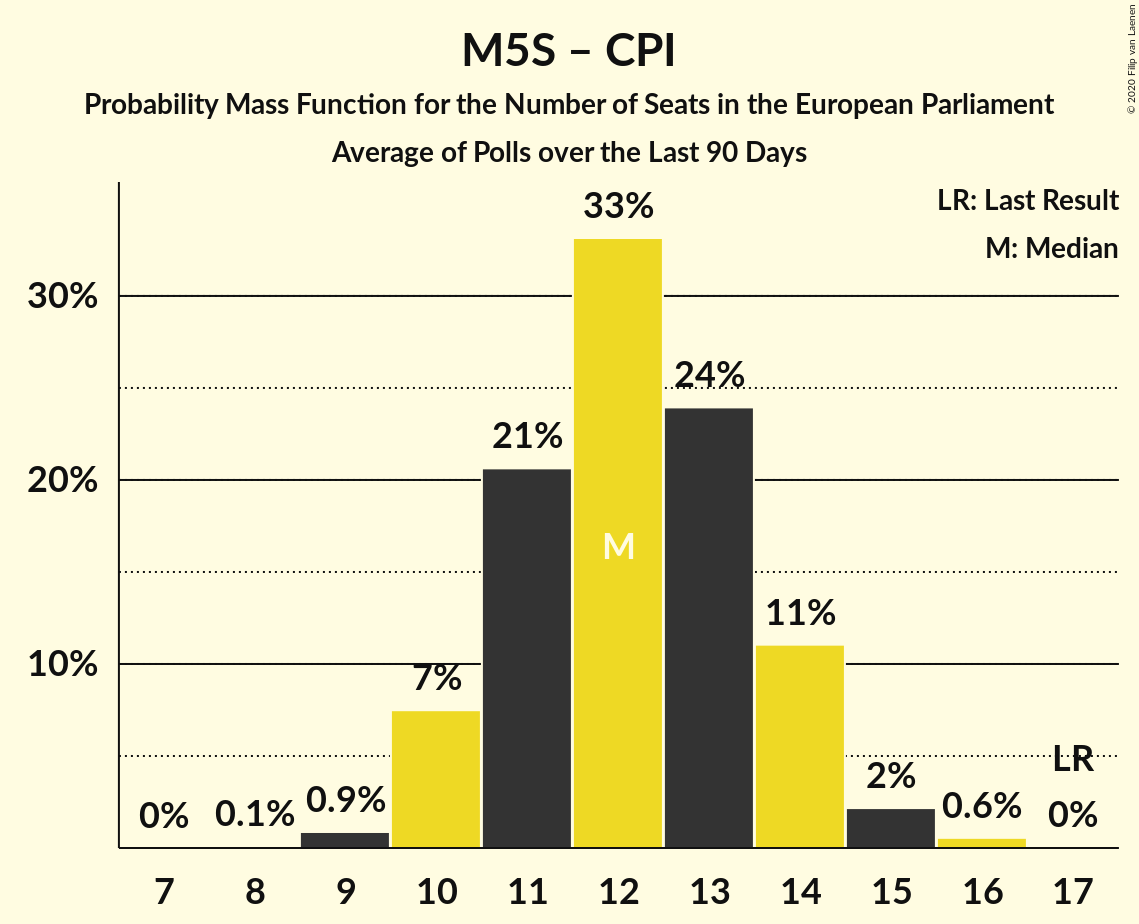 M5S – CPI
Probability Mass Function for the Number of Seats in the European Parliament
Average of Polls over the Last 90 Days
© 2020 Filip van Laenen
LR: Last Result
M: Median
30%
20%
10%
0%
0.1%
0.9%
7%
21%
33%
24%
11%
2%
0.6%
0%
M
LR
7 8 9 10 11 12 13 14 15 16 17